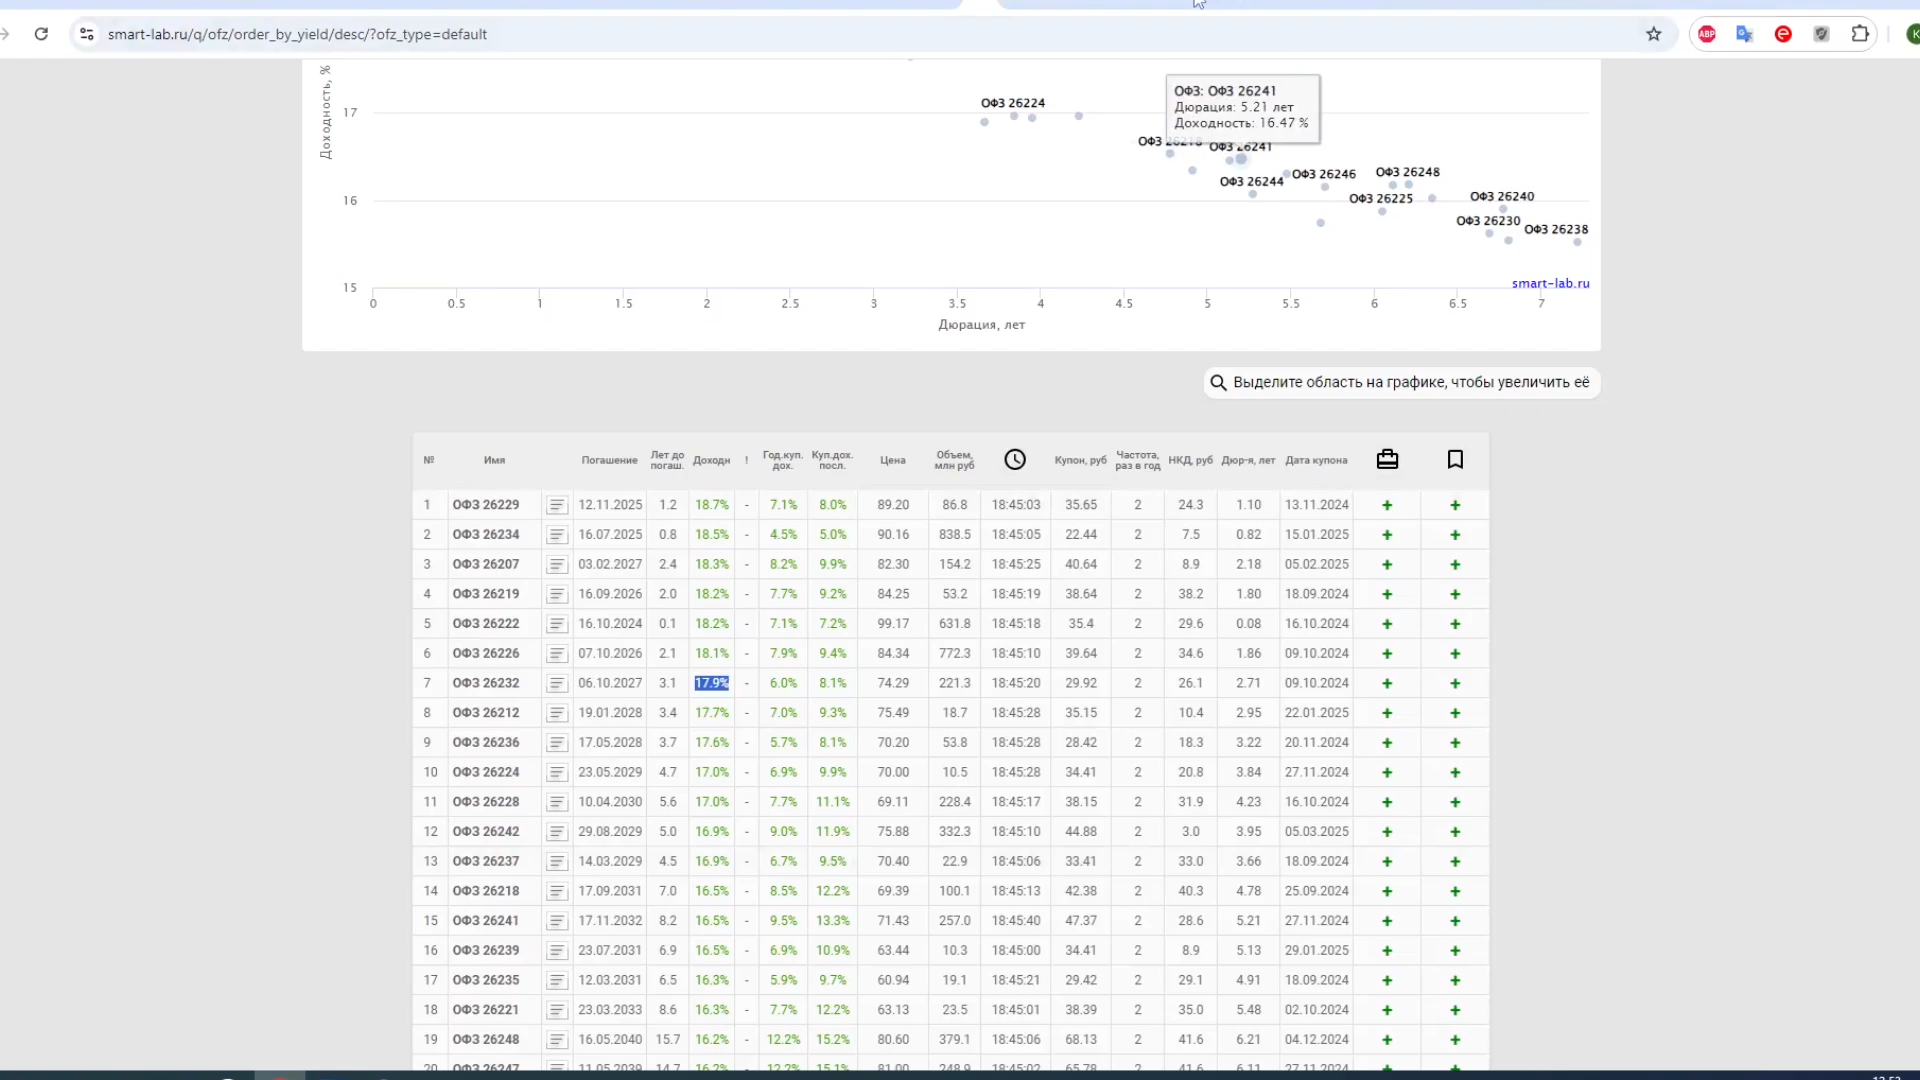 smart-lab.ru/q/ofz/order_by_yield/desc/?ofz_type=default
ABP
Доходность, %
17
16
15
ОФЗ: ОФЗ 26241
Дюрация: 5.21 лет
Доходность: 16.47 %
ОФЗ 26224
ОФЗ 26218
ОФЗ 26241
ОФЗ 26244
ОФЗ 26246
ОФЗ 26248
ОФЗ 26225
ОФЗ 26240
ОФЗ 26230
ОФЗ 26238
smart-lab.ru
0 0.5 1 1.5 2 2.5 3 3.5 4 4.5 5 5.5 6 6.5 7
Дюрация, лет
Выделите область на графике, чтобы увеличить её
№ Имя Погашение Лет до погаш. Доходн ! Год.куп. дох. Куп.дох. посл. Цена Объем, млн руб Купон, руб Частота, раз в год НКД, руб Дюр-я, лет Дата купона
1 ОФЗ 26229 12.11.2025 1.2 18.7% - 7.1% 8.0% 89.20 86.8 18:45:03 35.65 2 24.3 1.10 13.11.2024 + +
2 ОФЗ 26234 16.07.2025 0.8 18.5% - 4.5% 5.0% 90.16 838.5 18:45:05 22.44 2 7.5 0.82 15.01.2025 + +
3 ОФЗ 26207 03.02.2027 2.4 18.3% - 8.2% 9.9% 82.30 154.2 18:45:25 40.64 2 8.9 2.18 05.02.2025 + +
4 ОФЗ 26219 16.09.2026 2.0 18.2% - 7.7% 9.2% 84.25 53.2 18:45:19 38.64 2 38.2 1.80 18.09.2024 + +
5 ОФЗ 26222 16.10.2024 0.1 18.2% - 7.1% 7.2% 99.17 631.8 18:45:18 35.4 2 29.6 0.08 16.10.2024 + +
6 ОФЗ 26226 07.10.2026 2.1 18.1% - 7.9% 9.4% 84.34 772.3 18:45:10 39.64 2 34.6 1.86 09.10.2024 + +
7 ОФЗ 26232 06.10.2027 3.1 17.9% - 6.0% 8.1% 74.29 221.3 18:45:20 29.92 2 26.1 2.71 09.10.2024 + +
8 ОФЗ 26212 19.01.2028 3.4 17.7% - 7.0% 9.3% 75.49 18.7 18:45:28 35.15 2 10.4 2.95 22.01.2025 + +
9 ОФЗ 26236 17.05.2028 3.7 17.6% - 5.7% 8.1% 70.20 53.8 18:45:28 28.42 2 18.3 3.22 20.11.2024 + +
10 ОФЗ 26224 23.05.2029 4.7 17.0% - 6.9% 9.9% 70.00 10.5 18:45:28 34.41 2 20.8 3.84 27.11.2024 + +
11 ОФЗ 26228 10.04.2030 5.6 17.0% - 7.7% 11.1% 69.11 228.4 18:45:17 38.15 2 31.9 4.23 16.10.2024 + +
12 ОФЗ 26242 29.08.2029 5.0 16.9% - 9.0% 11.9% 75.88 332.3 18:45:10 44.88 2 3.0 3.95 05.03.2025 + +
13 ОФЗ 26237 14.03.2029 4.5 16.9% - 6.7% 9.5% 70.40 22.9 18:45:06 33.41 2 33.0 3.66 18.09.2024 + +
14 ОФЗ 26218 17.09.2031 7.0 16.5% - 8.5% 12.2% 69.39 100.1 18:45:13 42.38 2 40.3 4.78 25.09.2024 + +
15 ОФЗ 26241 17.11.2032 8.2 16.5% - 9.5% 13.3% 71.43 257.0 18:45:40 47.37 2 28.6 5.21 27.11.2024 + +
16 ОФЗ 26239 23.07.2031 6.9 16.5% - 6.9% 10.9% 63.44 10.3 18:45:00 34.41 2 8.9 5.13 29.01.2025 + +
17 ОФЗ 26235 12.03.2031 6.5 16.3% - 5.9% 9.7% 60.94 19.1 18:45:21 29.42 2 29.1 4.91 18.09.2024 + +
18 ОФЗ 26221 23.03.2033 8.6 16.3% - 7.7% 12.2% 63.13 23.5 18:45:01 38.39 2 35.0 5.48 02.10.2024 + +
19 ОФЗ 26248 16.05.2040 15.7 16.2% - 12.2% 15.2% 80.60 379.1 18:45:06 68.13 2 41.6 6.21 04.12.2024 + +
20 ОФЗ 26247 11.05.2039 14.7 16.2% - 12.2% 15.1% 81.00 248.9 18:45:02 65.78 2 41.6 6.11 27.11.2024 + +